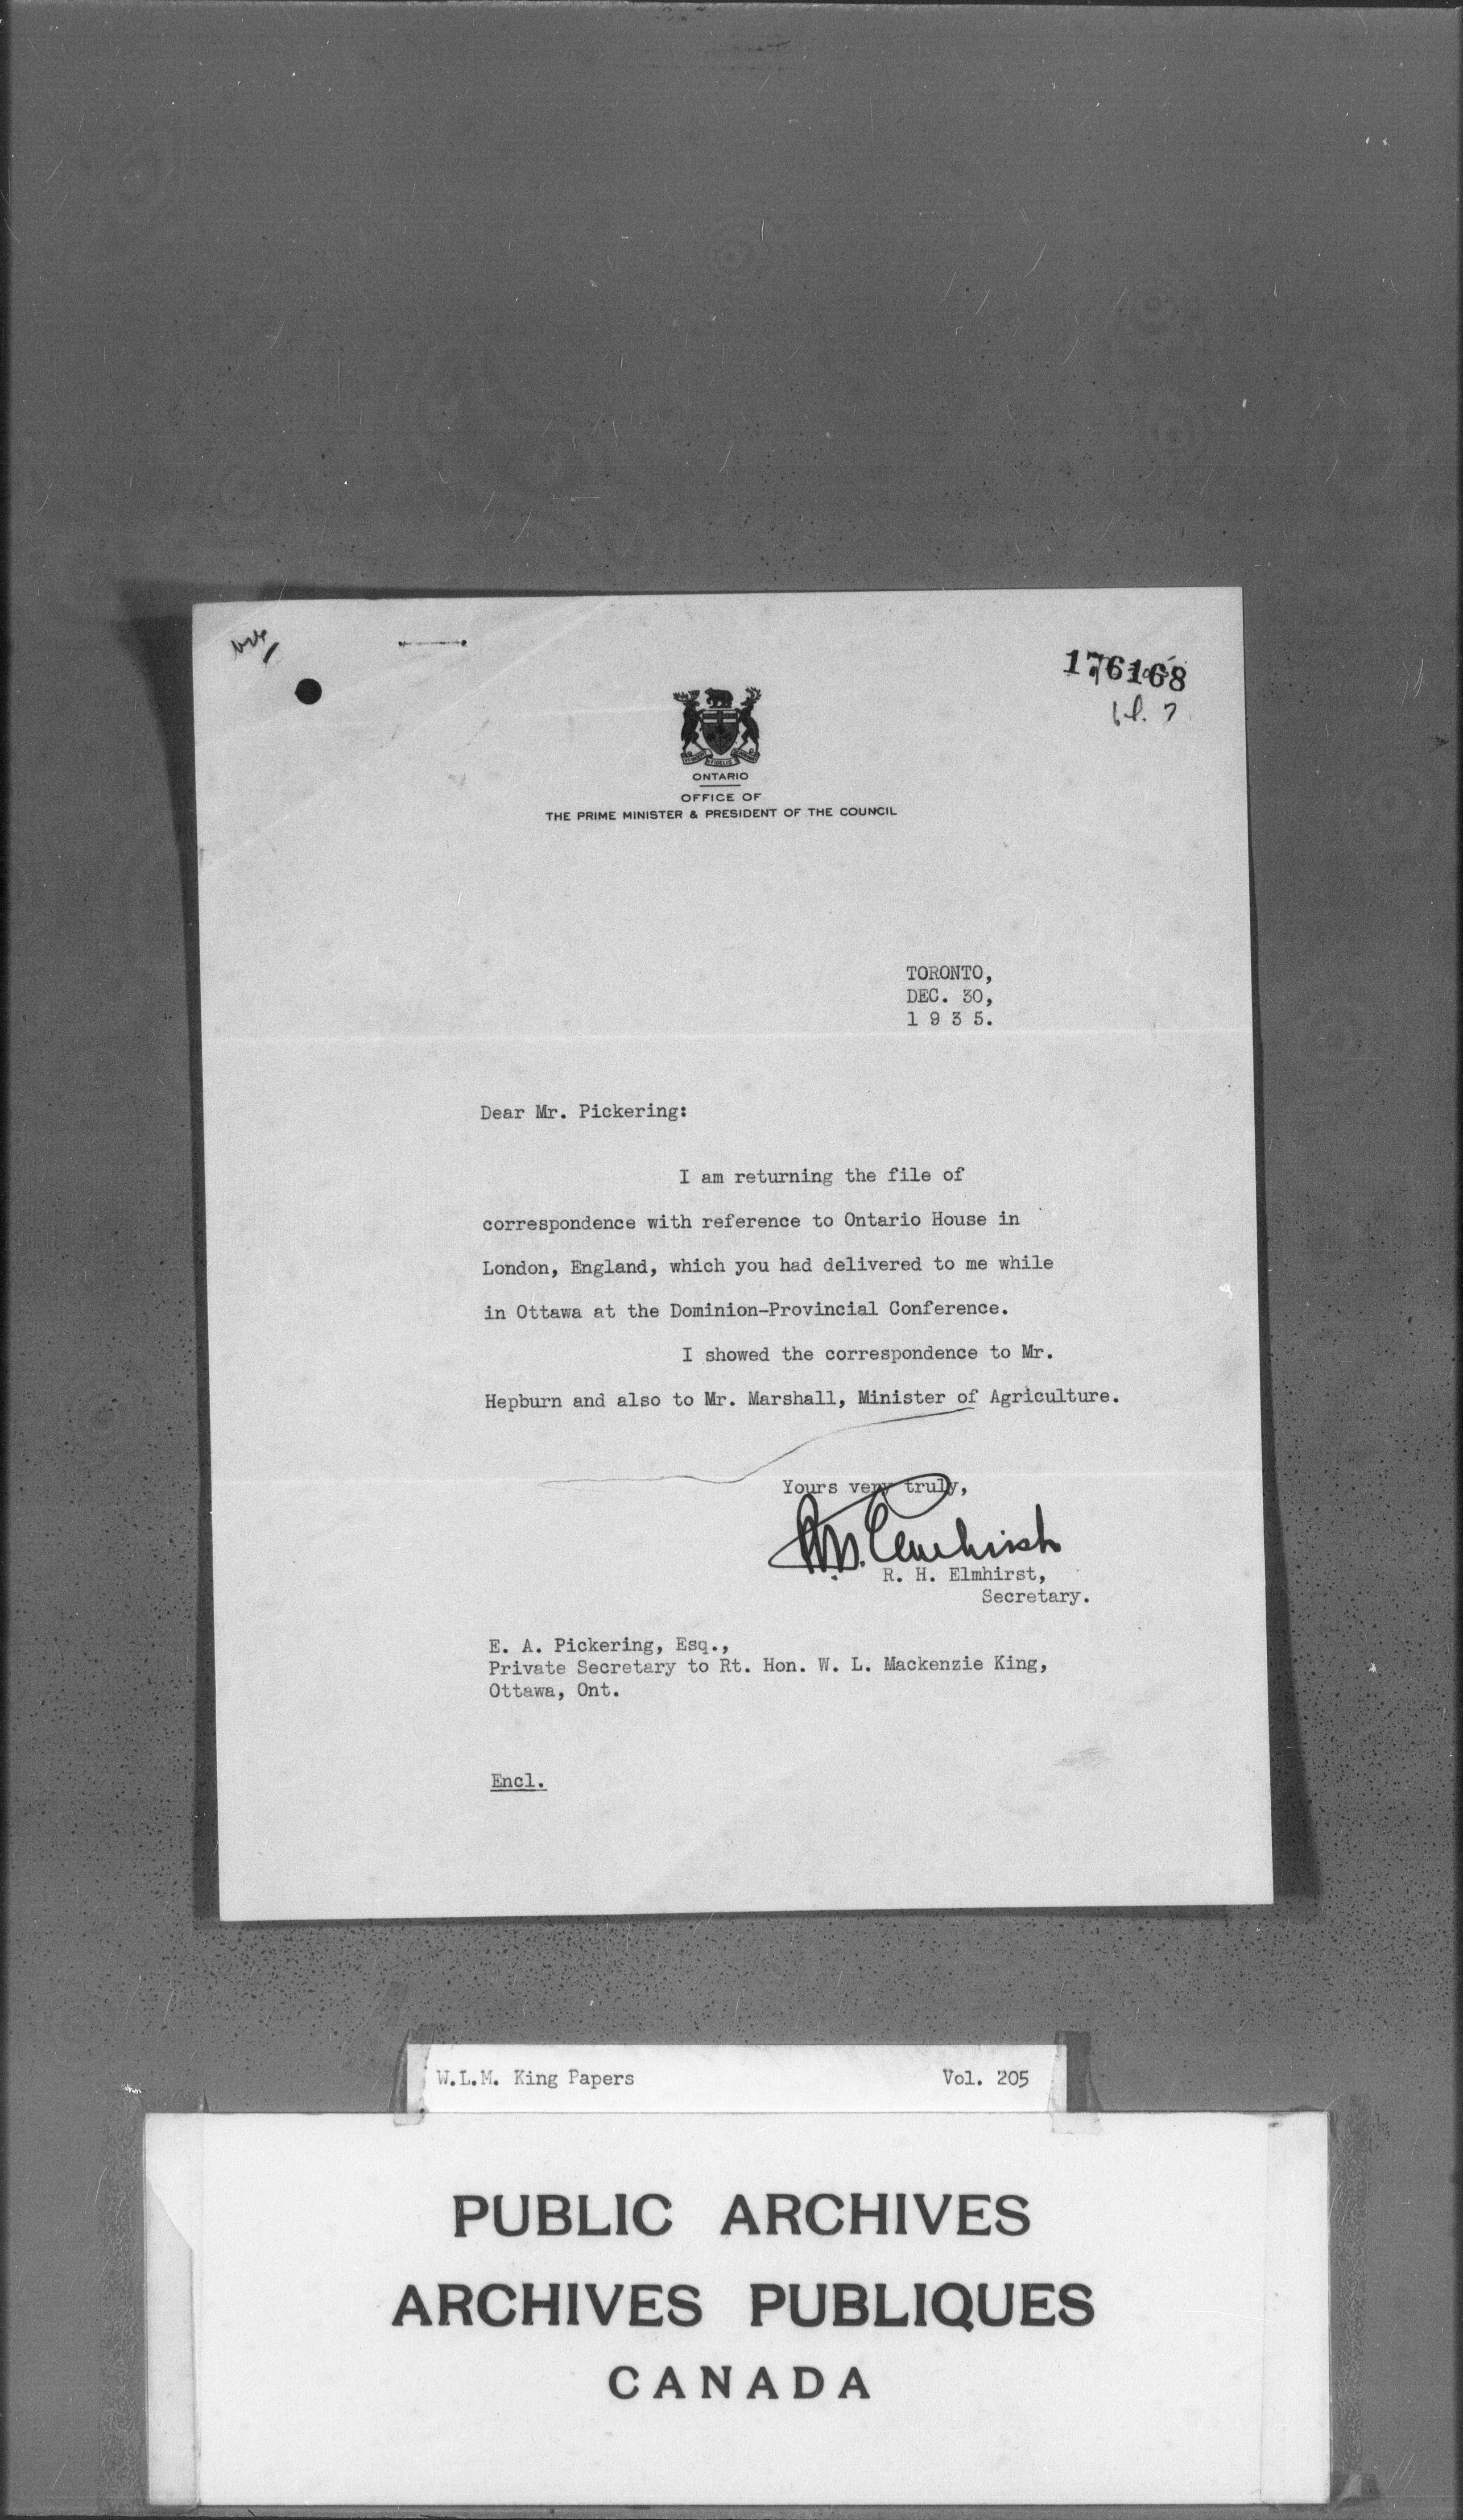 176168
ONTARIO
OFFICE OF
THE PRIME MINISTER & PRESIDENT OF THE COUNCIL
TORONTO,
DEC. 30,
1 9 3 5.
Dear Mr. Pickering:
I am returning the file of
correspondence with reference to Ontario House in
London, England, which you had delivered to me while
in Ottawa at the Dominion-Provincial Conference.
I showed the correspondence to Mr.
Hepburn and also to Mr. Marshall, Minister of Agriculture.
Yours very truly,
R. H. Elmhirst,
Secretary.
E. A. Pickering, Esq.,
Private Secretary to Rt. Hon. W. L. Mackenzie King,
Ottawa, Ont.
Encl.
W.L.M. King Papers Vol. 205
PUBLIC ARCHIVES
ARCHIVES PUBLIQUES
CANADA